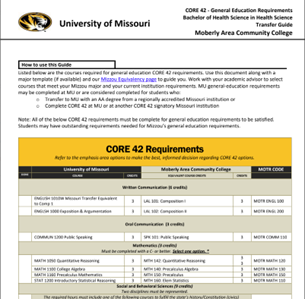 CORE 42 - General Education Requirements
Bachelor of Health Science in Health Science
Transfer Guide
Moberly Area Community College
University of Missouri
How to use this Guide
Listed below are the courses required for general education CORE 42 requirements. Use this document along with a
major template (if available) and our Mizzou Equivalency page to guide you. Work with your academic advisor to select
courses that meet your Mizzou major and your current institution requirements. MU general-education requirements
may be completed at MU or are considered completed for students who:
o Transfer to MU with an AA degree from a regionally accredited Missouri institution or
o Complete CORE 42 at MU or at another CORE 42 signatory Missouri institution
Note: All of the below CORE 42 requirements must be complete for general education requirements to be satisfied.
Students may have outstanding requirements needed for Mizzou's general education requirements.
CORE 42 Requirements
Refer to the emphasis area options to make the best, informed decision regarding CORE 42 options.
University of Missouri
Moberly Area Community College
MOTR CODE
COURSE
CREDITS
CREDITS
Written Communication (6 credits)
ENGLSH 1010W Missouri Transfer Equivalent to Comp 1 3 LAL 101: Composition I 3 MOTR ENGL 100
ENGLSH 1000 Exposition & Argumentation 3 LAL 102: Composition II 3 MOTR ENGL 200
Oral Communication (3 credits)
COMMUN 1200 Public Speaking 3 SPK 101: Public Speaking 3 MOTR COMM 110
Mathematics (3 credits)
Must be completed with a C- or better. Select one option.
MATH 1050 Quantitative Reasoning 3 MTH 142: Quantitative Reasoning 3 MOTR MATH 120
MATH 1100 College Algebra 3 MTH 140: Precalculus Algebra 3 MOTR MATH 130
MATH 1160 Precalculus Mathematics 3 MTH 150: Precalculus
STAT 1200 Introductory Statistical Reasoning 3 MTH 160: Elem Statistics 3 MOTR MATH 110
Social and Behavioral Sciences (9 credits)
Two disciplines must be represented.
The required hours must include one of the following courses to fulfill the state's history/Constitution